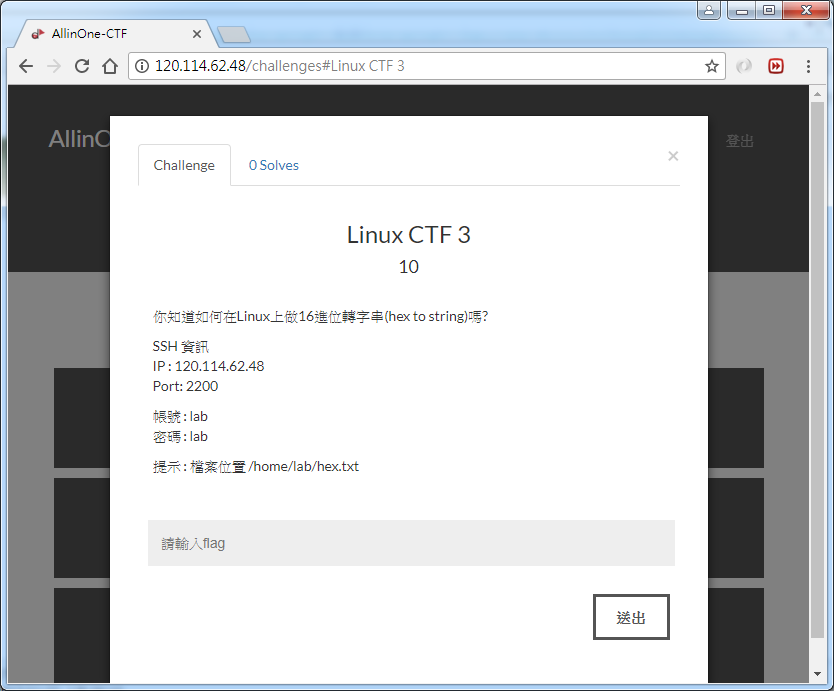 AllinOne-CTF
120.114.62.48/challenges#Linux CTF 3
AllinO
登出
Challenge
0 Solves
×
Linux CTF 3
10
你知道如何在Linux上做16進位轉字串(hex to string)嗎?
SSH 資訊
IP : 120.114.62.48
Port: 2200
帳號 : lab
密碼 : lab
提示 : 檔案位置 /home/lab/hex.txt
請輸入flag
送出